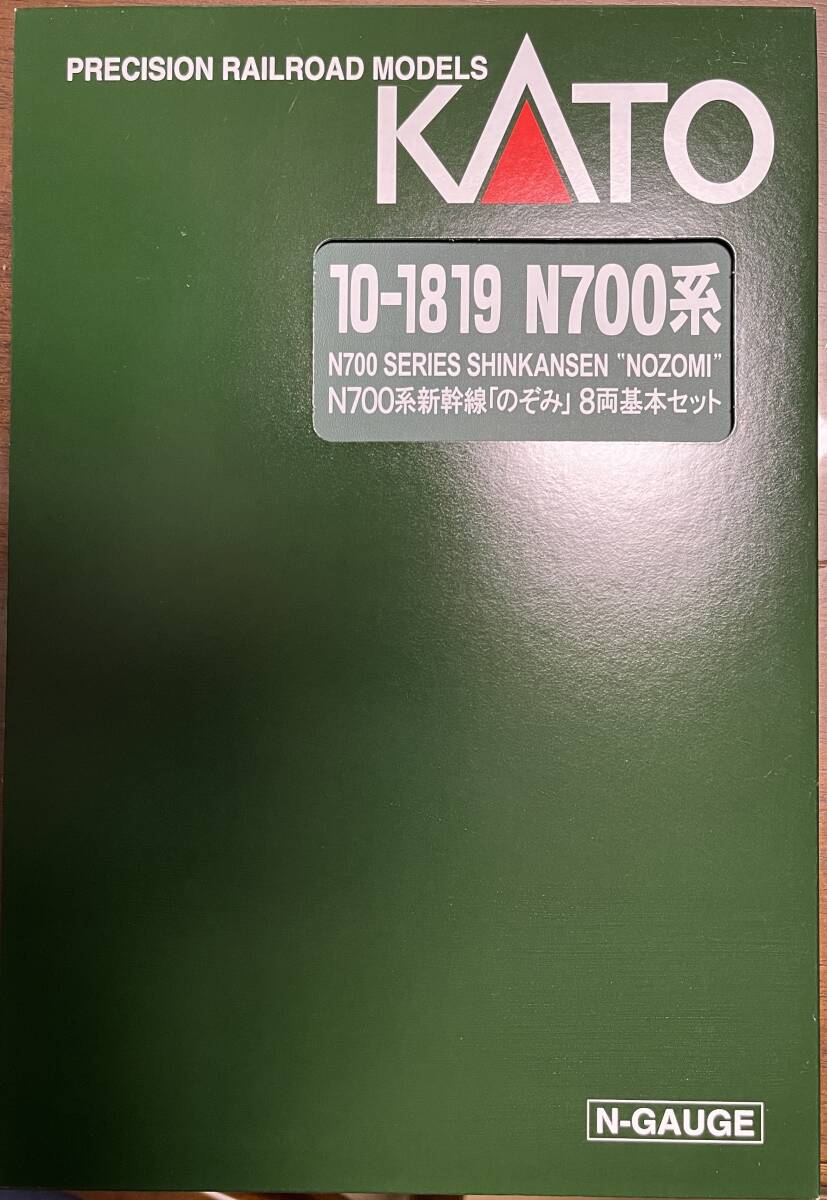 PRECISION RAILROAD MODELS
KATO
10-1819 N700系
N700 SERIES SHINKANSEN "NOZOMI"
N700系新幹線「のぞみ」 8両基本セット
N-GAUGE